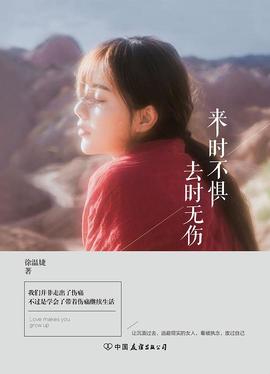 来时不惧
去时无伤
徐温婕
著
我们并非走出了伤痛
不过是学会了带着伤痛继续生活
Love makes you
grow up
让沉湎过去、逃避现实的女人，看破执念，放过自己
中国友谊出版公司